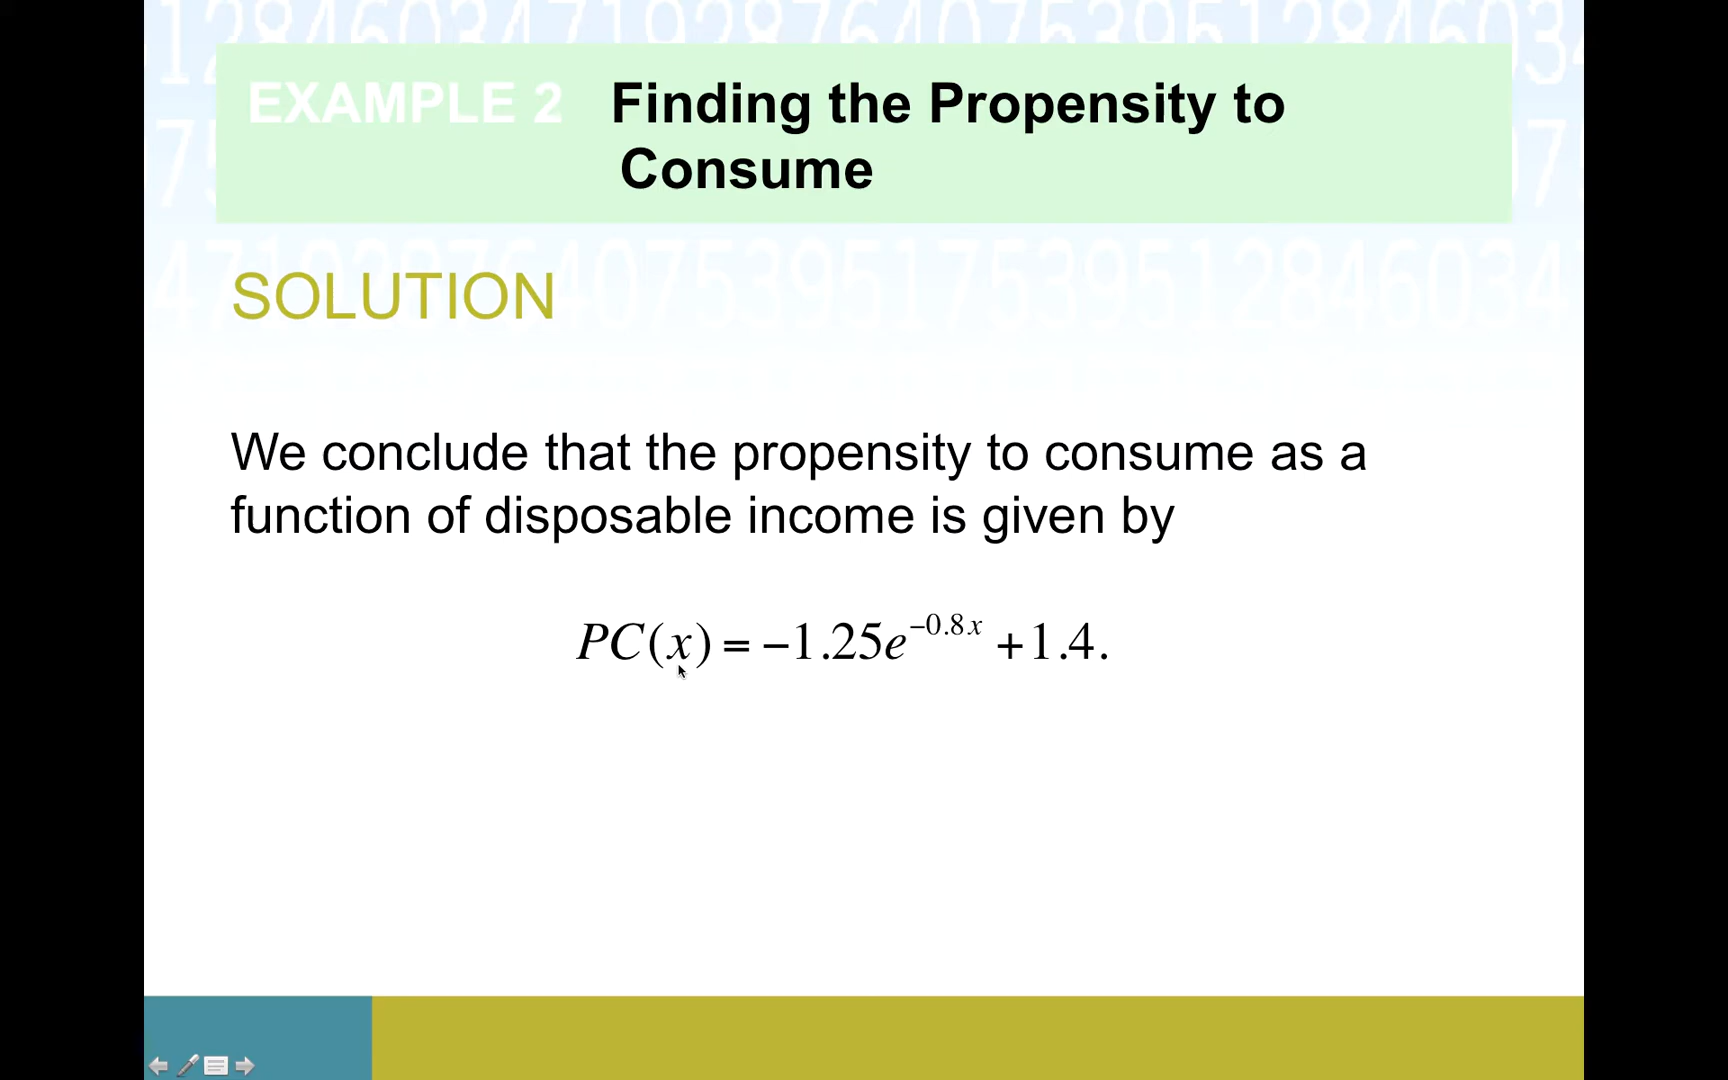 EXAMPLE 2 Finding the Propensity to
Consume
SOLUTION
We conclude that the propensity to consume as a
function of disposable income is given by
PC(x) = −1.25e^{−0.8x} + 1.4.